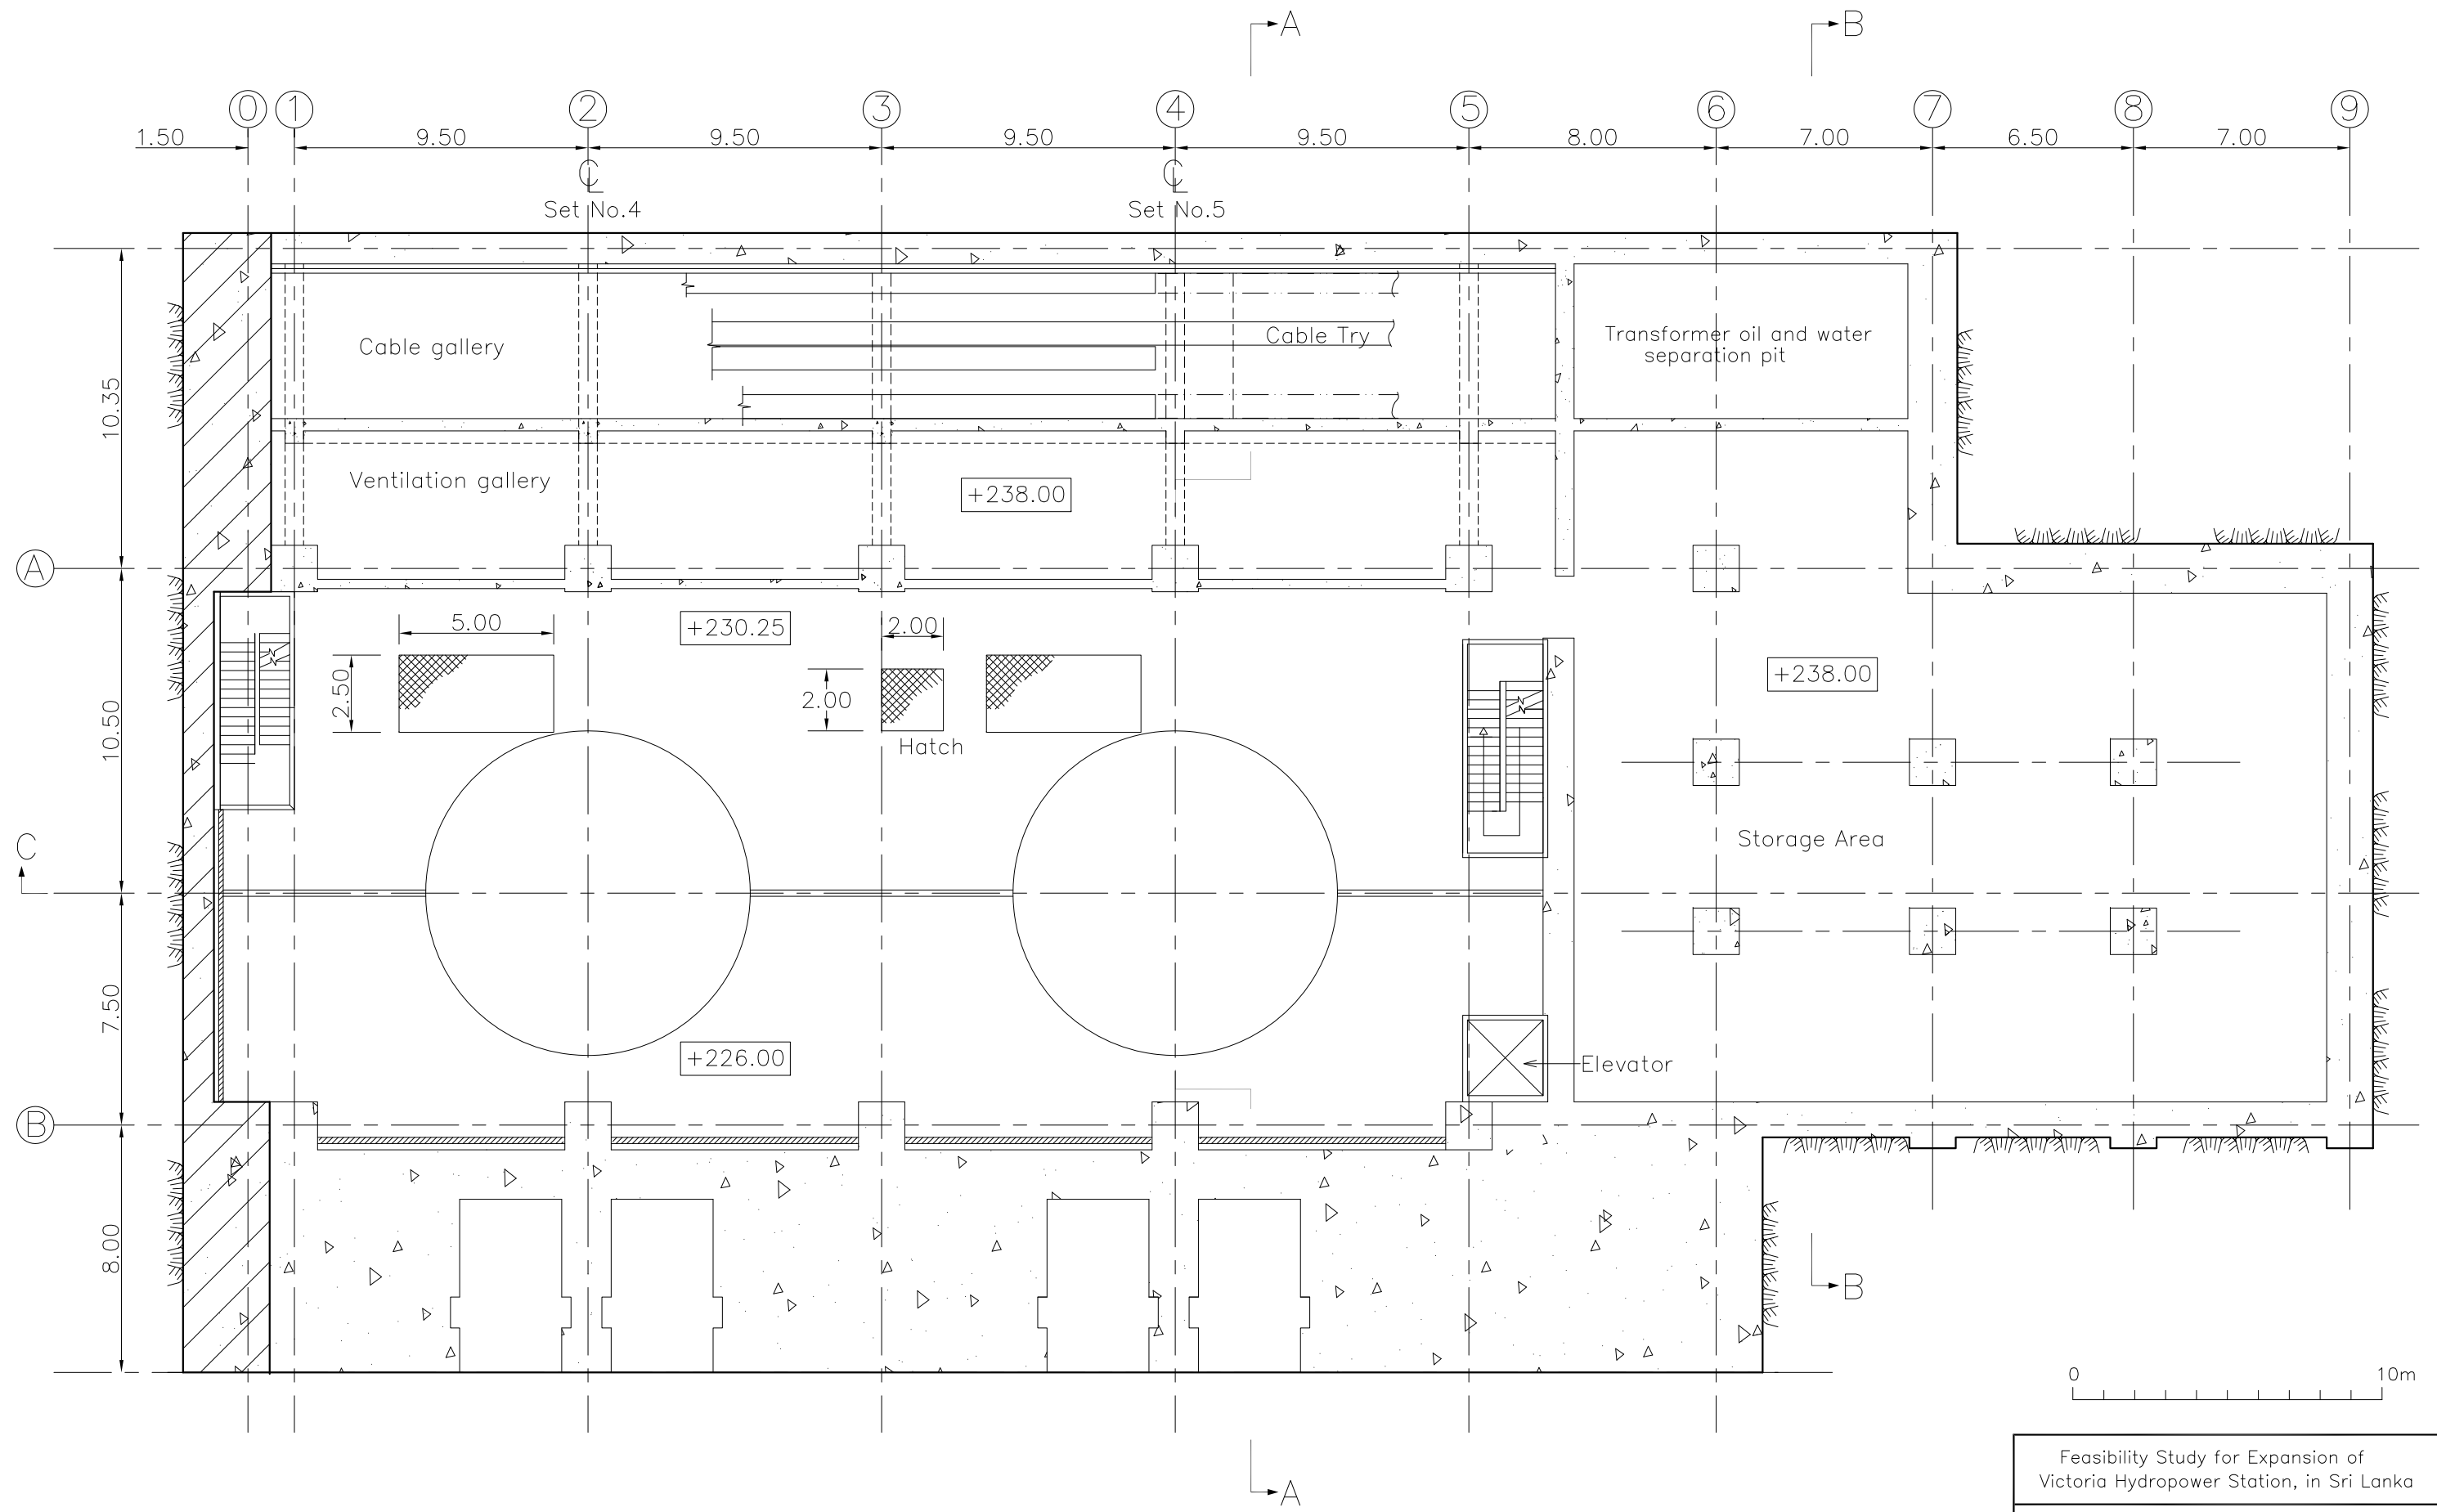 A
B
0 1 2 3 4 5 6 7 8 9
1.50 9.50 9.50 9.50 9.50 8.00 7.00 6.50 7.00
℄ ℄
Set No.4 Set No.5
Cable gallery
Cable Try
Transformer oil and water
separation pit
10.35
Ventilation gallery
+238.00
A
5.00
+230.25
2.00
2.50
2.00
Hatch
+238.00
10.50
Storage Area
C
7.50
+226.00
Elevator
B
8.00
B
0 10m
A
Feasibility Study for Expansion of
Victoria Hydropower Station, in Sri Lanka